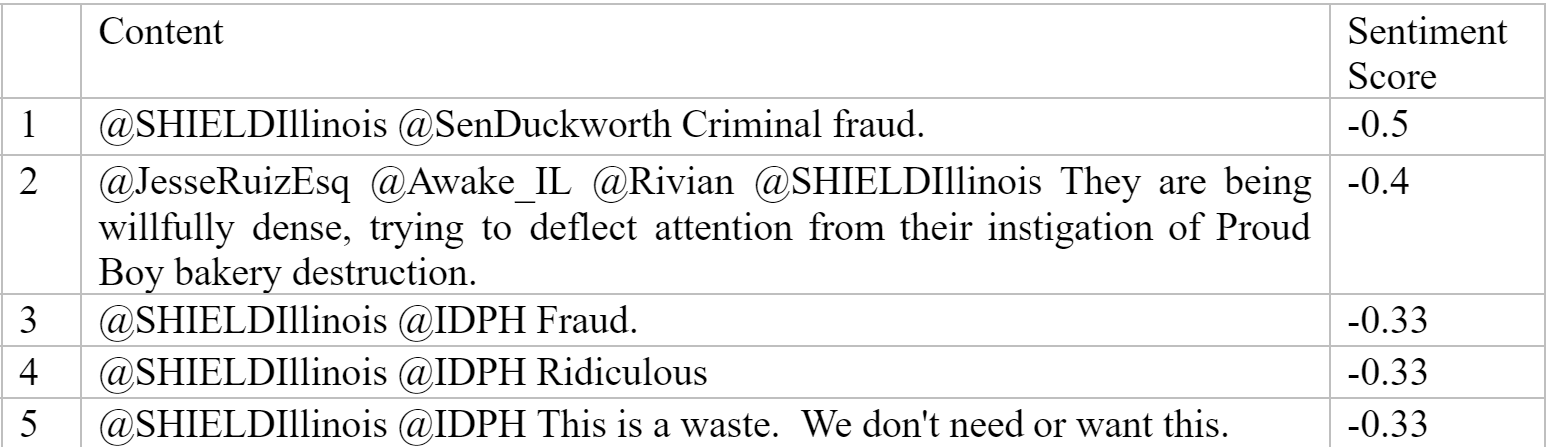 Content Sentiment
Score
1 @SHIELDIllinois @SenDuckworth Criminal fraud. -0.5
2 @JesseRuizEsq @Awake_IL @Rivian @SHIELDIllinois They are being -0.4
willfully dense, trying to deflect attention from their instigation of Proud
Boy bakery destruction.
3 @SHIELDIllinois @IDPH Fraud. -0.33
4 @SHIELDIllinois @IDPH Ridiculous -0.33
5 @SHIELDIllinois @IDPH This is a waste.  We don't need or want this. -0.33